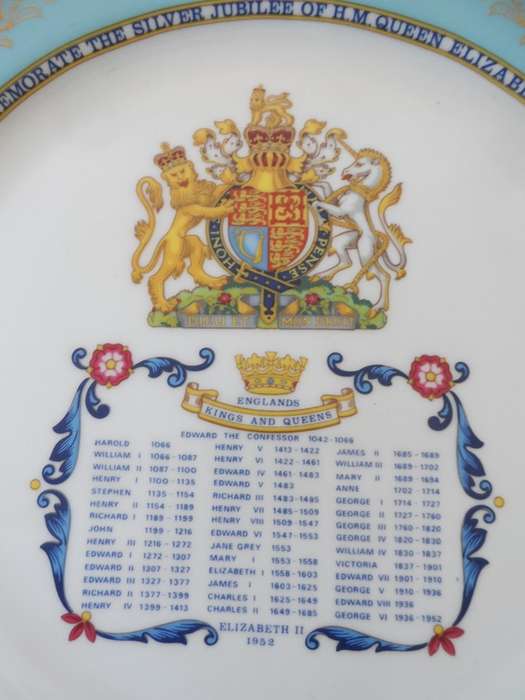 MEMORATE THE SILVER JUBILEE OF H.M. QUEEN ELIZABE
HONI PENSE
DIEU ET MON DROIT
ENGLANDS
KINGS AND QUEENS
EDWARD THE CONFESSOR 1042-1066
HAROLD 1066
WILLIAM I 1066-1087
WILLIAM II 1087-1100
HENRY I 1100-1135
STEPHEN 1135-1154
HENRY II 1154-1189
RICHARD I 1189-1199
JOHN 1199-1216
HENRY III 1216-1272
EDWARD I 1272-1307
EDWARD II 1307-1327
EDWARD III 1327-1377
RICHARD II 1377-1399
HENRY IV 1399-1413
HENRY V 1413-1422
HENRY VI 1422-1461
EDWARD IV 1461-1483
EDWARD V 1483
RICHARD III 1483-1485
HENRY VII 1485-1509
HENRY VIII 1509-1547
EDWARD VI 1547-1553
JANE GREY 1553
MARY I 1553-1558
ELIZABETH I 1558-1603
JAMES I 1603-1625
CHARLES I 1625-1649
CHARLES II 1649-1685
JAMES II 1685-1689
WILLIAM III 1689-1702
MARY II 1689-1694
ANNE 1702-1714
GEORGE I 1714-1727
GEORGE II 1727-1760
GEORGE III 1760-1820
GEORGE IV 1820-1830
WILLIAM IV 1830-1837
VICTORIA 1837-1901
EDWARD VII 1901-1910
GEORGE V 1910-1936
EDWARD VIII 1936
GEORGE VI 1936-1952
ELIZABETH II
1952